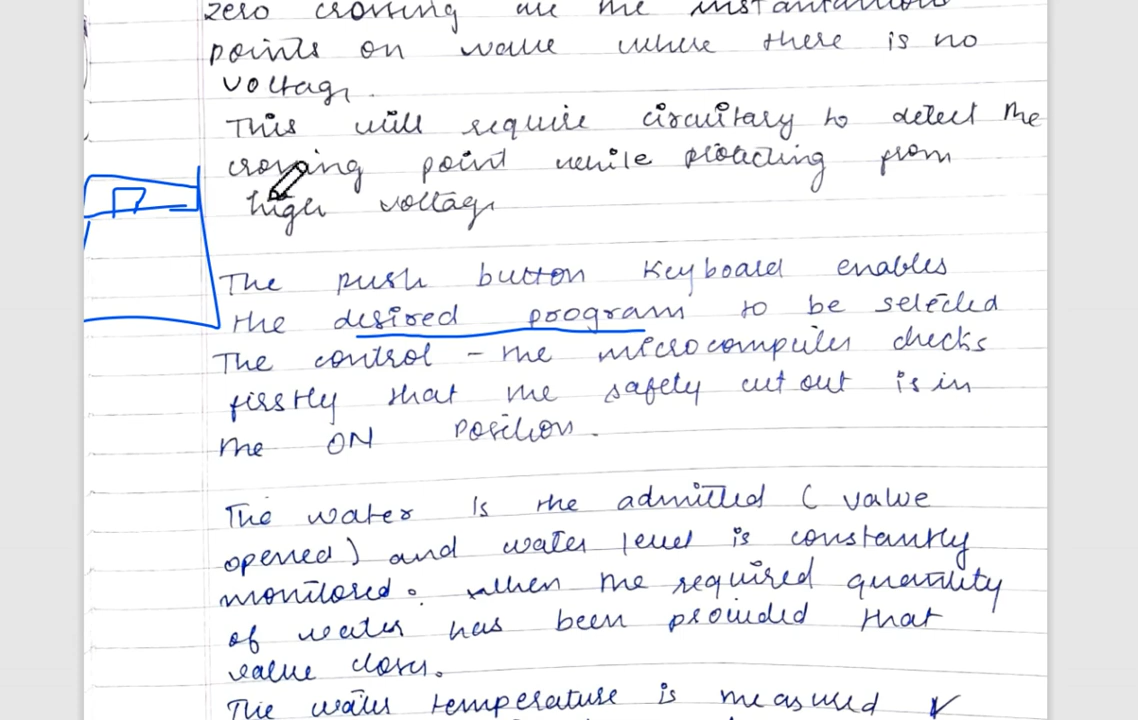 zero crossing are the instantaneous
points on wave where there is no
voltage.
This will require circuitary to detect the
crossing point while protecting from
high voltage
The push button Keyboard enables
the desired program to be selected
The control - the microcomputer checks
firstly that the safety cut out is in
the ON Position.
The water is the admitted ( value
opened ) and water level is constantly
monitored. when the required quantity
of water has been provided that
value closes.
The water temperature is measured &